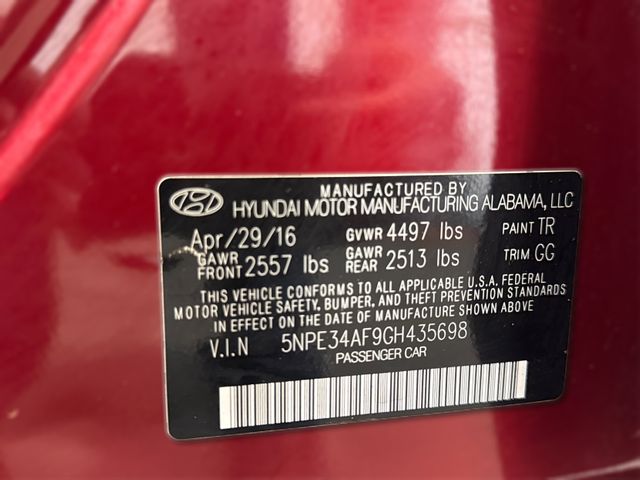 MANUFACTURED BY
HYUNDAI MOTOR MANUFACTURING ALABAMA, LLC
Apr/29/16 GVWR 4497 lbs PAINT TR
GAWR FRONT 2557 lbs GAWR REAR 2513 lbs TRIM GG
THIS VEHICLE CONFORMS TO ALL APPLICABLE U.S.A. FEDERAL
MOTOR VEHICLE SAFETY, BUMPER, AND THEFT PREVENTION STANDARDS
IN EFFECT ON THE DATE OF MANUFACTURE SHOWN ABOVE
V.I.N 5NPE34AF9GH435698
PASSENGER CAR